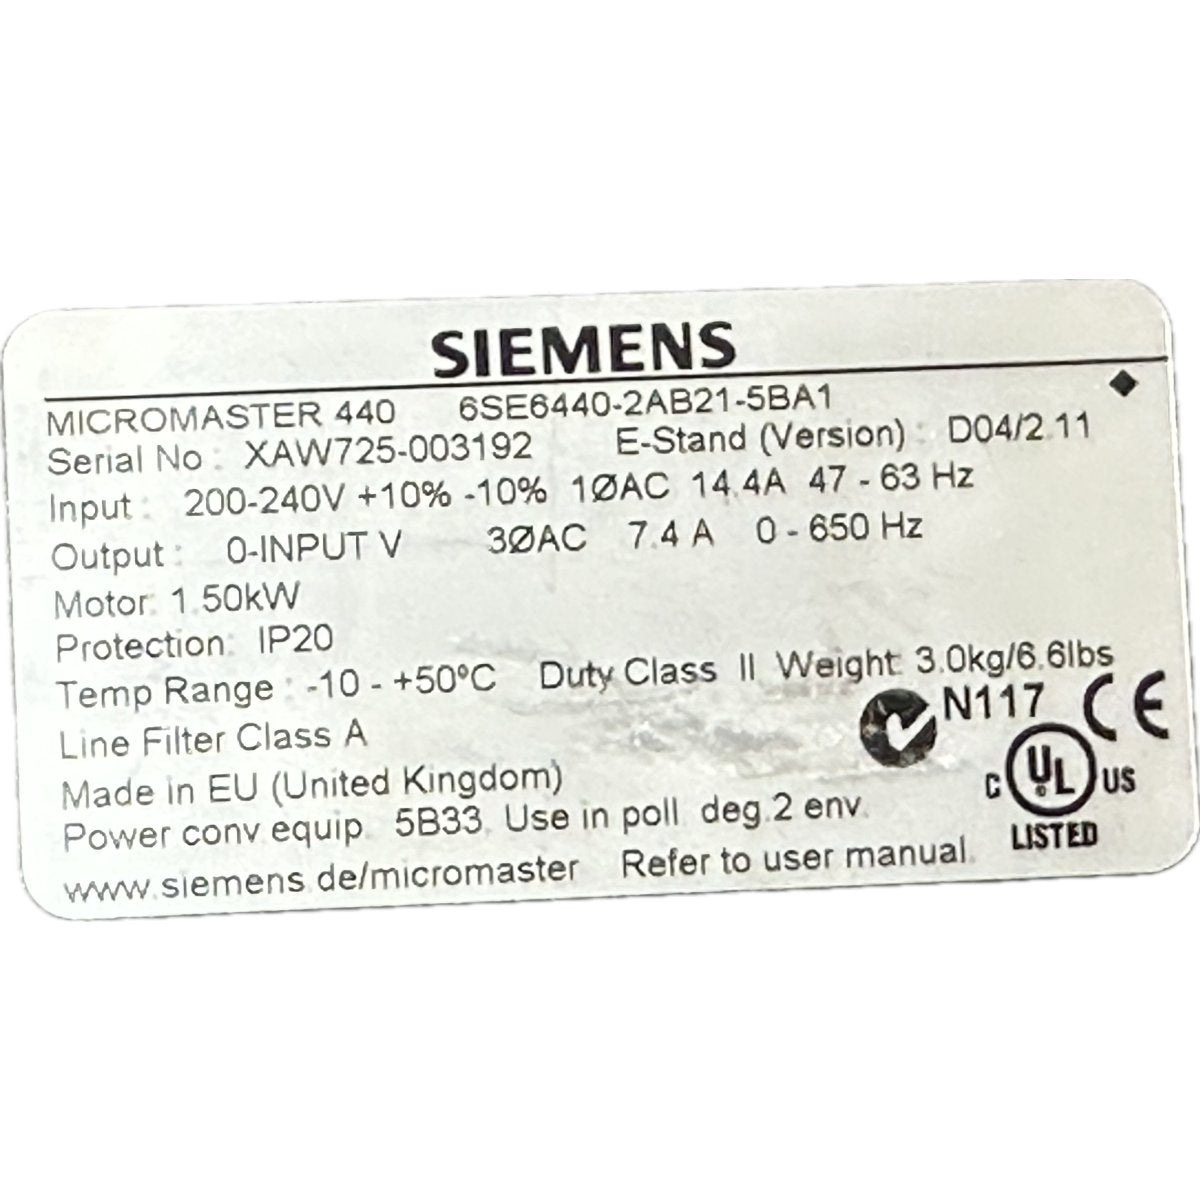 SIEMENS
MICROMASTER 440 6SE6440-2AB21-5BA1
Serial No : XAW725-003192 E-Stand (Version) : D04/2.11
Input : 200-240V +10% -10% 1ØAC 14.4A 47 - 63 Hz
Output : 0-INPUT V 3ØAC 7.4 A 0 - 650 Hz
Motor: 1.50kW
Protection: IP20
Temp Range : -10 - +50°C Duty Class II Weight: 3.0kg/6.6lbs
N117 CE
Line Filter Class A
C UL US
LISTED
Made in EU (United Kingdom)
Power conv.equip. 5B33. Use in poll. deg.2 env.
www.siemens.de/micromaster Refer to user manual.